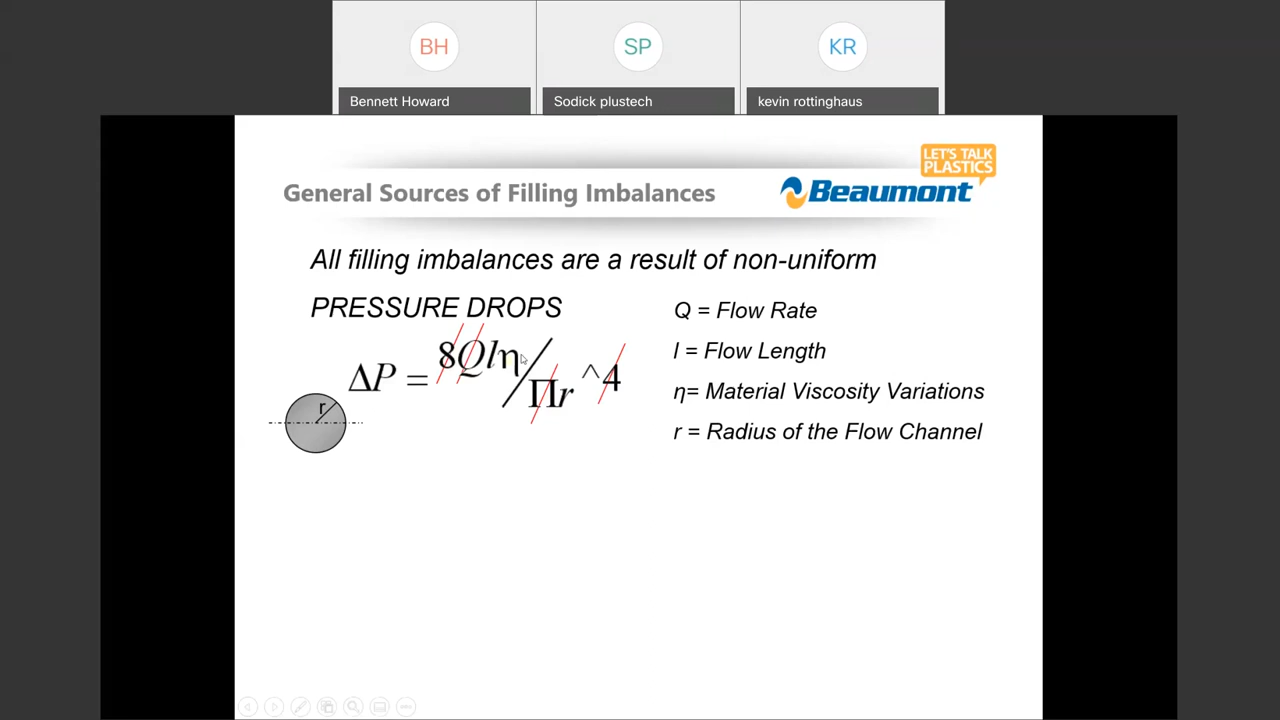 BH
SP
KR
Bennett Howard
Sodick plustech
kevin rottinghaus
LET'S TALK
PLASTICS
General Sources of Filling Imbalances
Beaumont
All filling imbalances are a result of non-uniform
PRESSURE DROPS
ΔP = 8Qlη/Πr ^4
r
Q = Flow Rate
l = Flow Length
η= Material Viscosity Variations
r = Radius of the Flow Channel